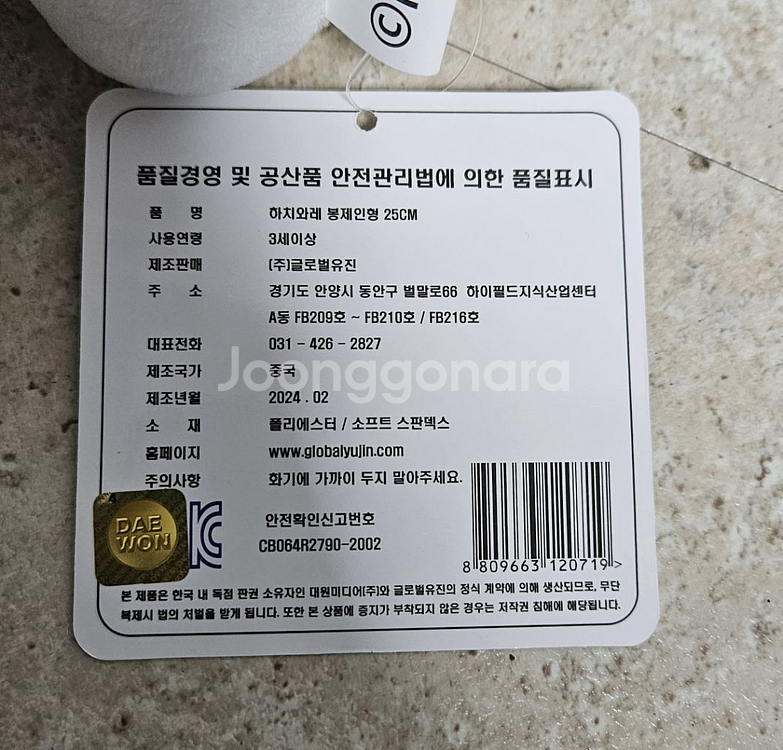 ©
품질경영 및 공산품 안전관리법에 의한 품질표시
품 명 하치와레 봉제인형 25CM
사용연령 3세이상
제조판매 (주)글로벌유진
주 소 경기도 안양시 동안구 벌말로66 하이필드지식산업센터
A동 FB209호 ~ FB210호 / FB216호
대표전화 031 - 426 - 2827
제조국가 중국
Joonggonara
제조년월 2024 . 02
소 재 폴리에스터 / 소프트 스판덱스
홈페이지 www.globalyujin.com
주의사항 화기에 가까이 두지 말아주세요.
안전확인신고번호
CB064R2790-2002
DAE
WON
8 809663 120719 >
본 제품은 한국 내 독점 판권 소유자인 대원미디어(주)와 글로벌유진의 정식 계약에 의해 생산되므로, 무단
복제시 법의 처벌을 받게 됩니다. 또한 본 상품에 증지가 부착되지 않은 경우는 저작권 침해에 해당됩니다.